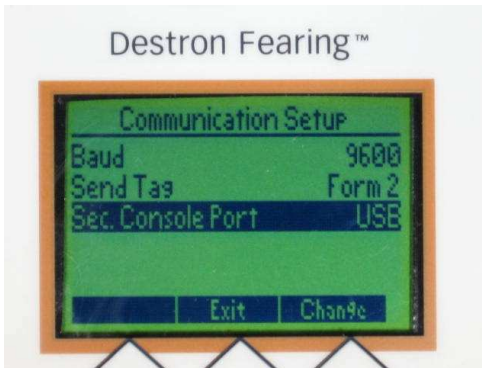 Destron Fearing™
Communication Setup
Baud 9600
Send Tag Form 2
Sec. Console Port USB
Exit Change